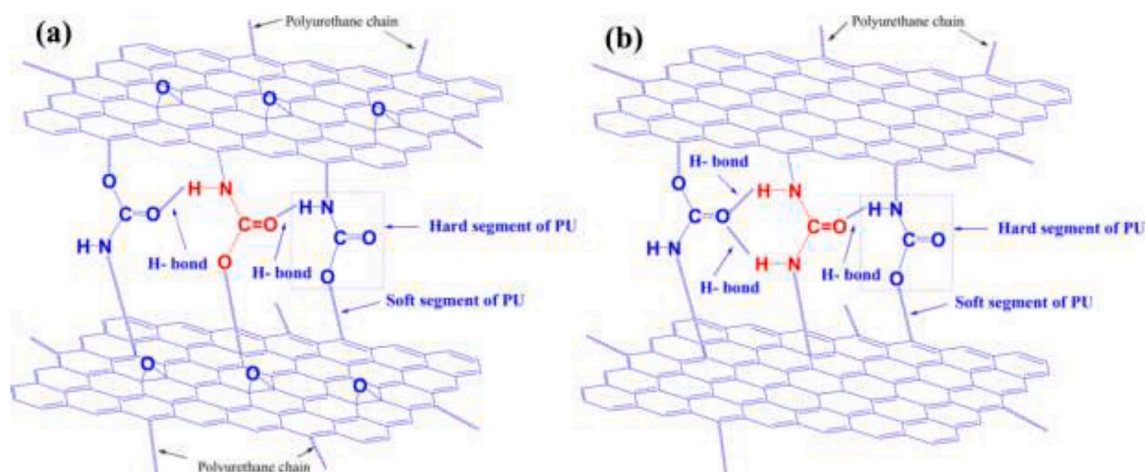 (a)
Polyurethane chain
O
O
O
O
H-N
H-N
C=O
C=O
C=O
H-N
O
O
H- bond
H- bond
Hard segment of PU
Soft segment of PU
O
O
O
Polyurethane chain
(b)
Polyurethane chain
H- bond
O
H-N
H-N
C=O
C=O
C=O
H-N
H-N
O
H- bond
H- bond
Hard segment of PU
Soft segment of PU